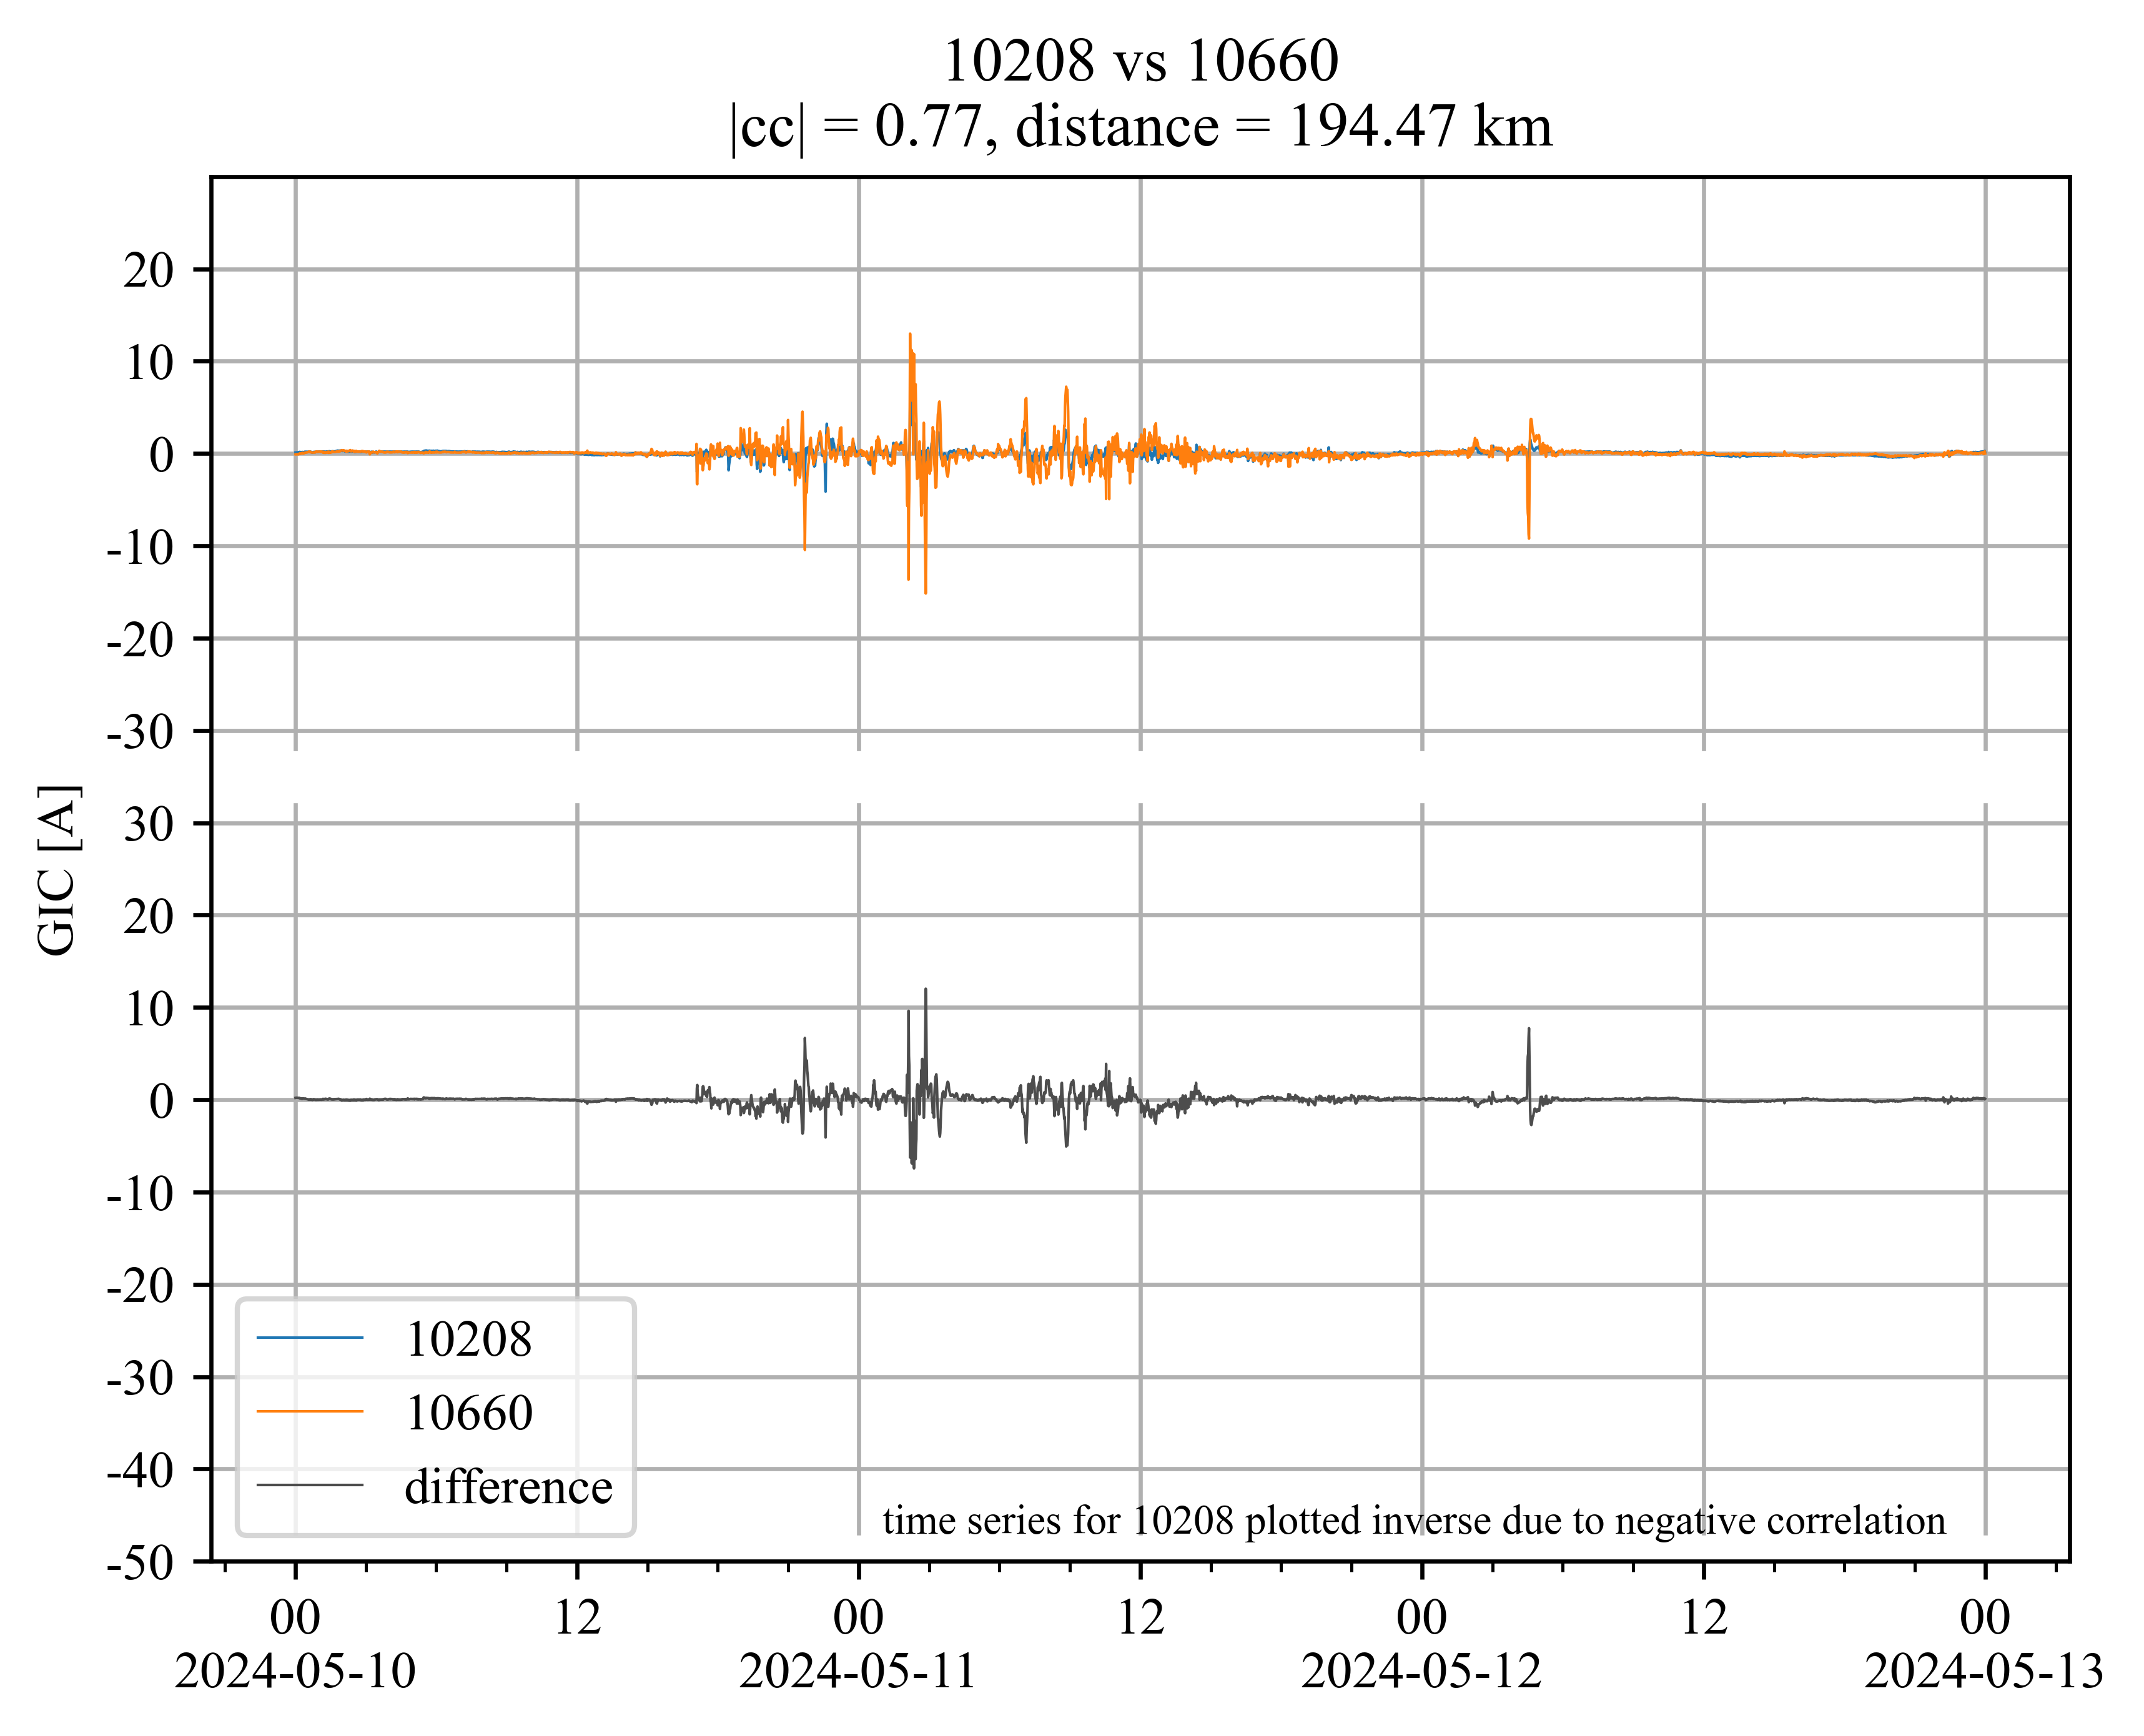 10208 vs 10660
|cc| = 0.77, distance = 194.47 km
GIC [A]
20
10
0
-10
-20
-30
30
20
10
0
-10
-20
-30
-40
-50
10208
10660
difference
time series for 10208 plotted inverse due to negative correlation
00 12 00 12 00 12 00
2024-05-10 2024-05-11 2024-05-12 2024-05-13